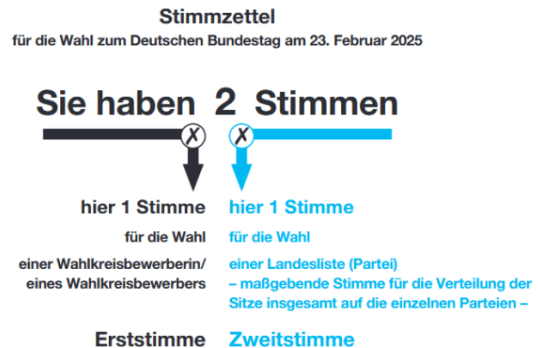 Stimmzettel
für die Wahl zum Deutschen Bundestag am 23. Februar 2025
Sie haben 2 Stimmen
X X
hier 1 Stimme
für die Wahl
einer Wahlkreisbewerberin/
eines Wahlkreisbewerbers
Erststimme
hier 1 Stimme
für die Wahl
einer Landesliste (Partei)
– maßgebende Stimme für die Verteilung der
Sitze insgesamt auf die einzelnen Parteien –
Zweitstimme